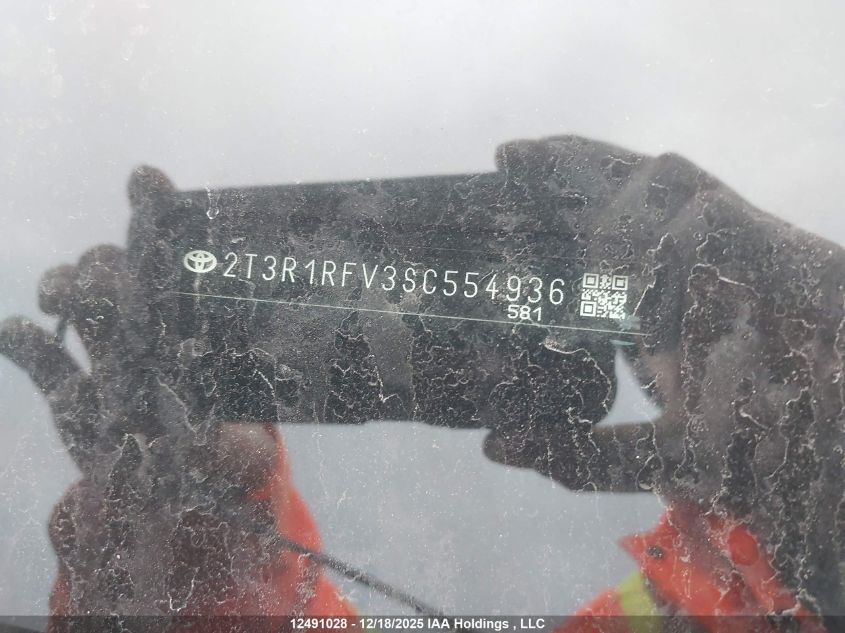 2T3R1RFV3SC554936
581
12491028 - 12/18/2025 IAA Holdings , LLC